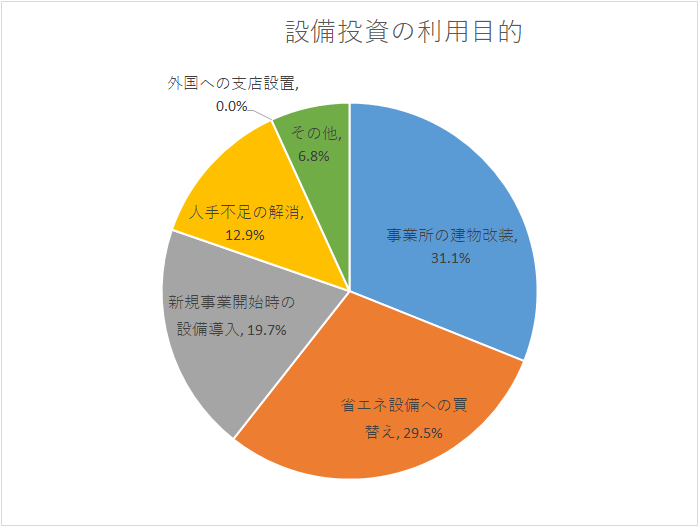 設備投資の利用目的
外国への支店設置,
0.0%
その他,
6.8%
事業所の建物改装,
31.1%
人手不足の解消,
12.9%
新規事業開始時の
設備導入, 19.7%
省エネ設備への買
替え, 29.5%